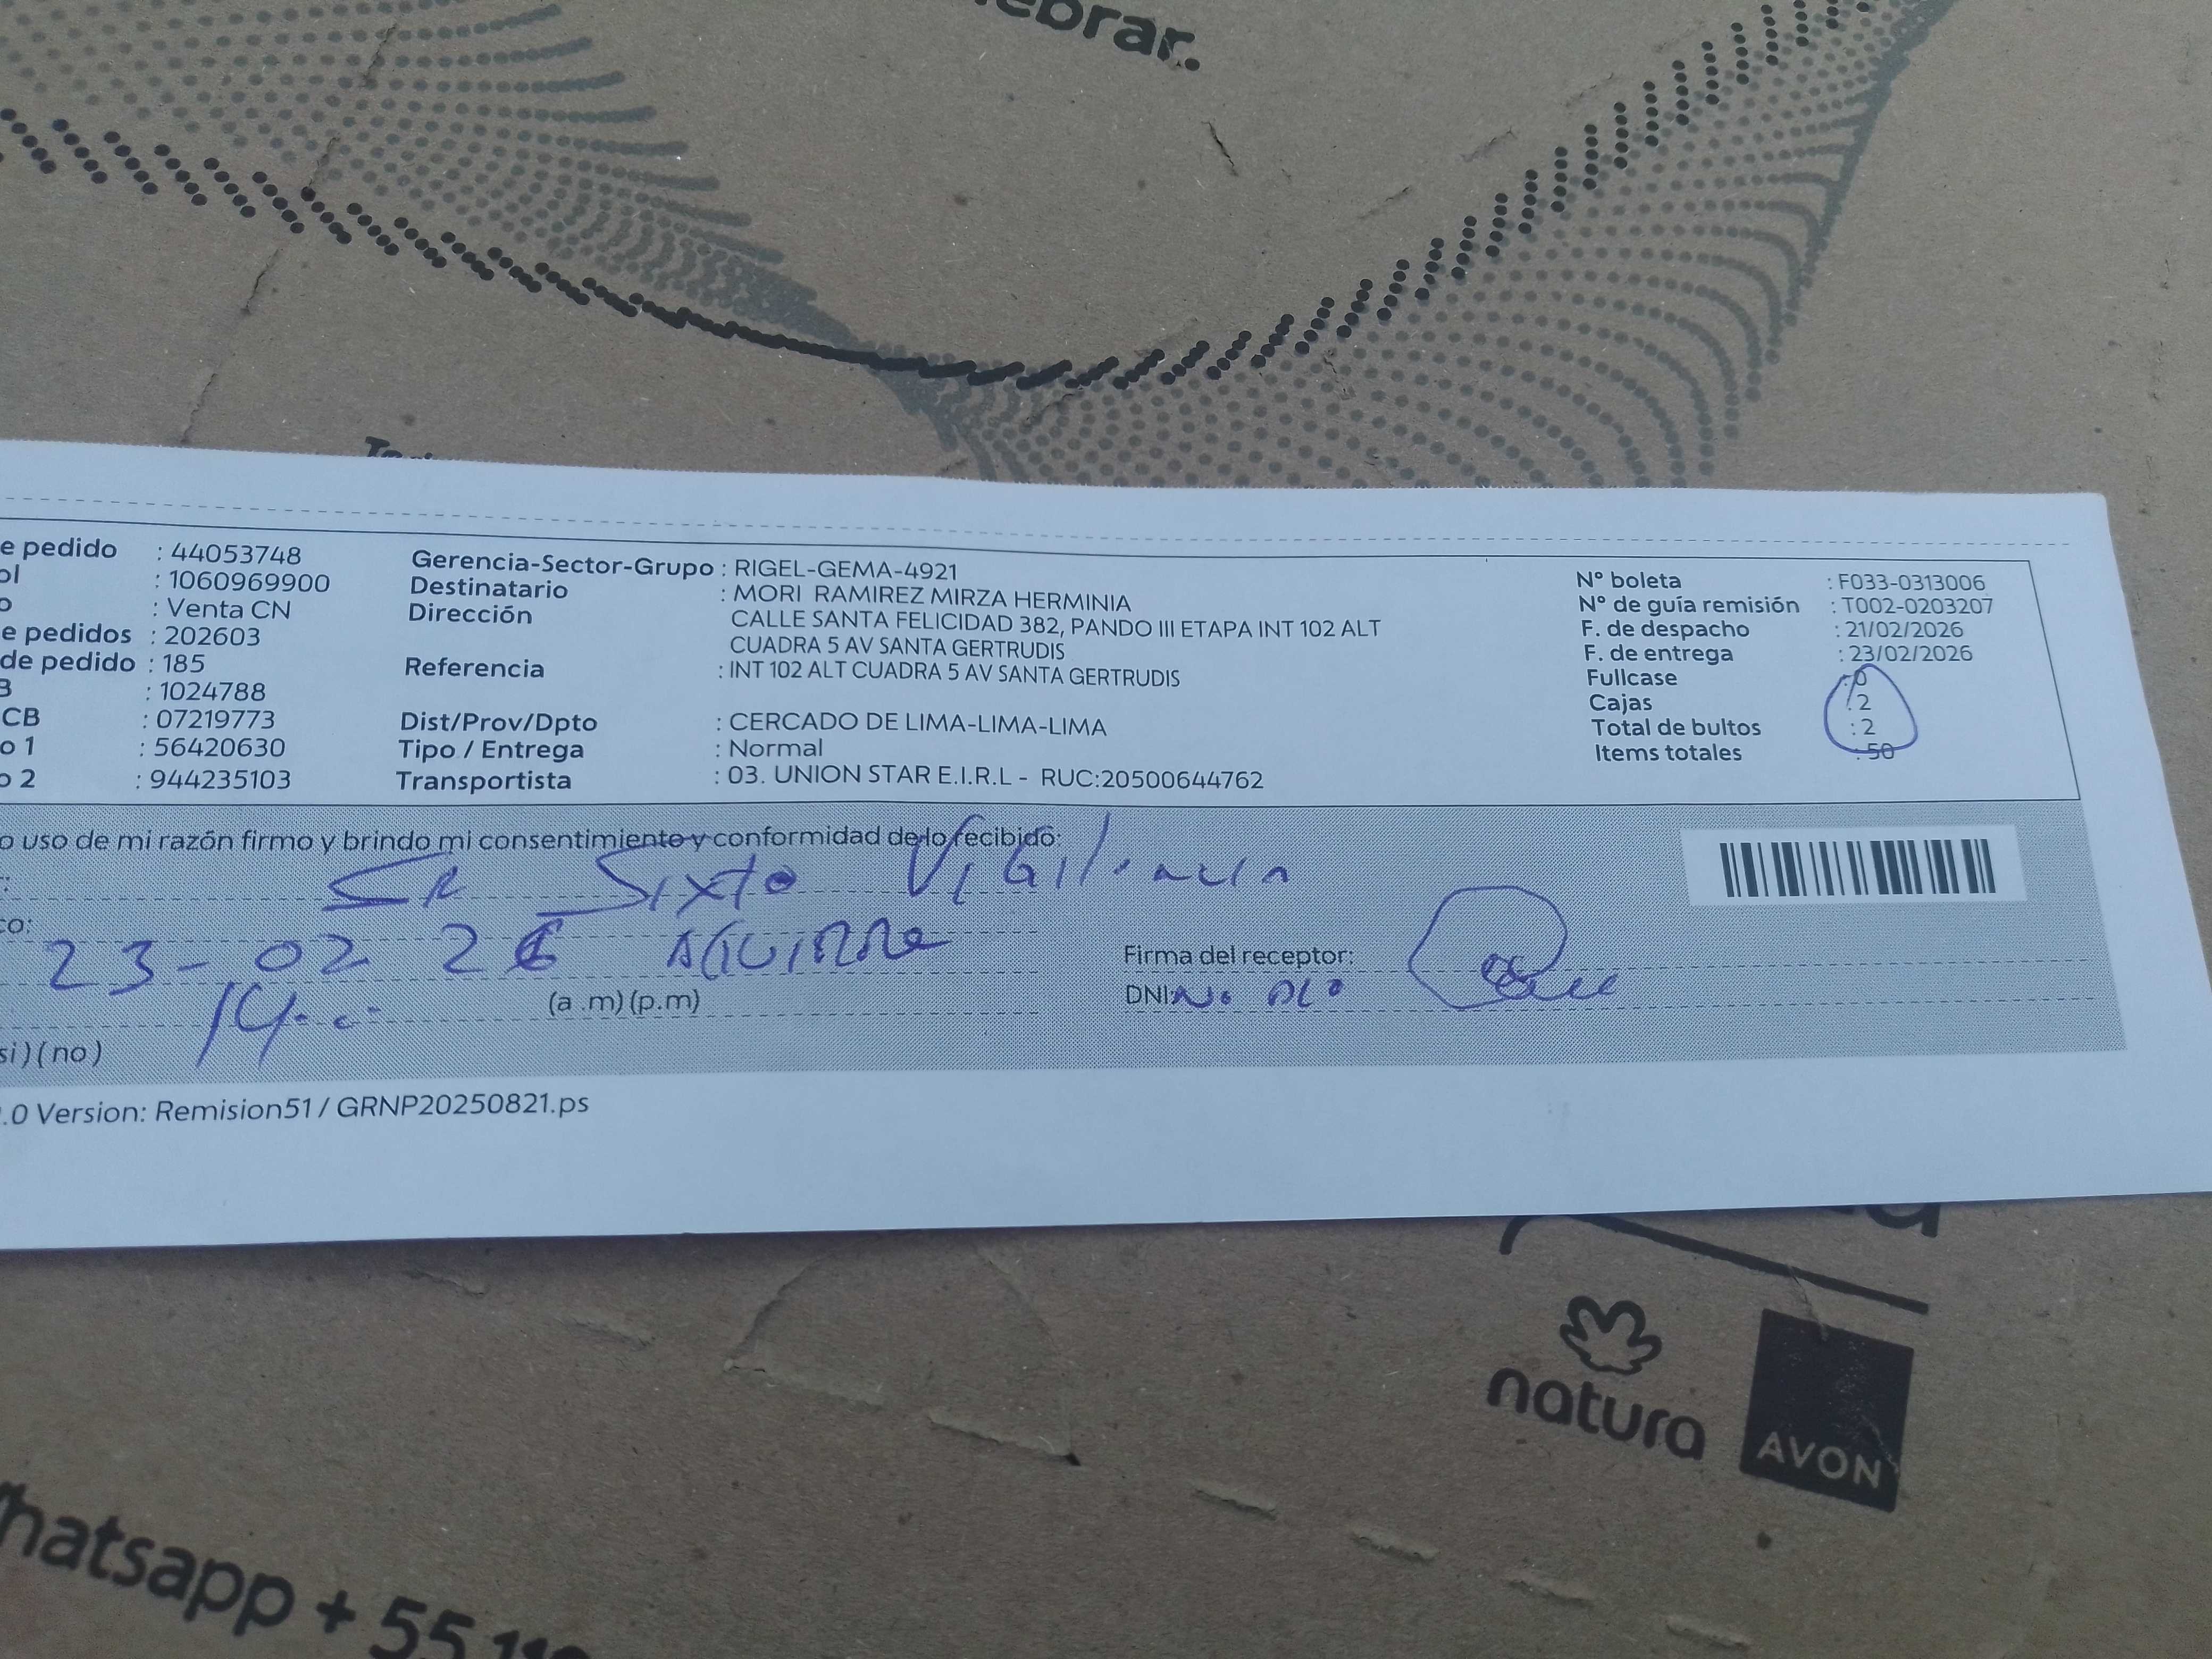 ebrar.
e pedido : 44053748
ol : 1060969900
o : Venta CN
e pedidos : 202603
de pedido : 185
3 : 1024788
CB : 07219773
o 1 : 56420630
o 2 : 944235103
Gerencia-Sector-Grupo : RIGEL-GEMA-4921
Destinatario : MORI RAMIREZ MIRZA HERMINIA
Dirección CALLE SANTA FELICIDAD 382, PANDO III ETAPA INT 102 ALT
CUADRA 5 AV SANTA GERTRUDIS
Referencia : INT 102 ALT CUADRA 5 AV SANTA GERTRUDIS
Dist/Prov/Dpto : CERCADO DE LIMA-LIMA-LIMA
Tipo / Entrega : Normal
Transportista : 03. UNION STAR E.I.R.L - RUC:20500644762
N° boleta : F033-0313006
N° de guía remisión : T002-0203207
F. de despacho : 21/02/2026
F. de entrega : 23/02/2026
Fullcase : 0
Cajas : 2
Total de bultos : 2
Items totales : 50
o uso de mi razón firmo y brindo mi consentimiento y conformidad de lo recibido:
: SR Sixto Vigilancia
co:
23-02 26 AGUIRRE
14
(a .m) (p.m)
Firma del receptor:
DNI: No DIO
si) (no)
.0 Version: Remision51 / GRNP20250821.ps
natura
AVON
hatsapp + 55 11